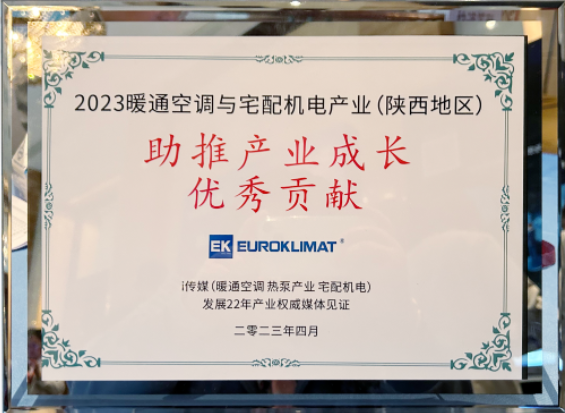 2023暖通空调与宅配机电产业(陕西地区)
助推产业成长
优秀贡献
EK EUROKLIMAT®
i传媒(暖通空调 热泵产业 宅配机电)
发展22年产业权威媒体见证
二零二三年四月